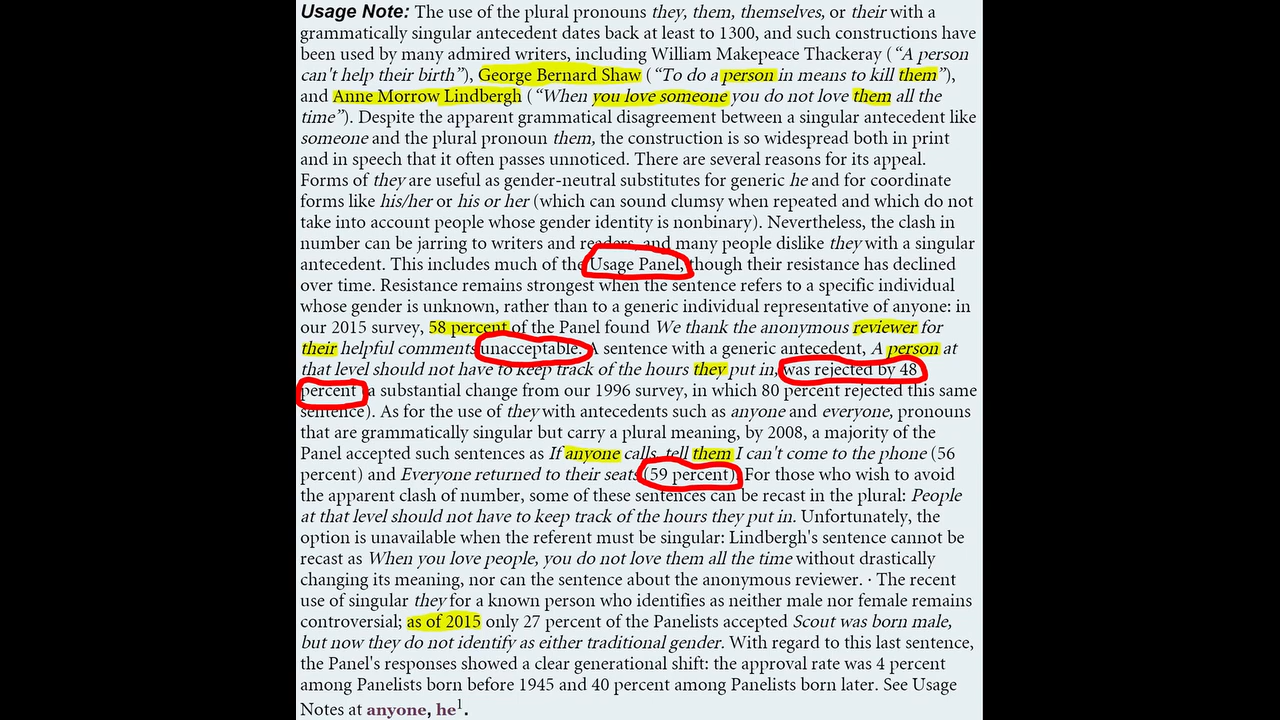 Usage Note: The use of the plural pronouns they, them, themselves, or their with a
grammatically singular antecedent dates back at least to 1300, and such constructions have
been used by many admired writers, including William Makepeace Thackeray (“A person
can't help their birth”), George Bernard Shaw (“To do a person in means to kill them”),
and Anne Morrow Lindbergh (“When you love someone you do not love them all the
time”). Despite the apparent grammatical disagreement between a singular antecedent like
someone and the plural pronoun them, the construction is so widespread both in print
and in speech that it often passes unnoticed. There are several reasons for its appeal.
Forms of they are useful as gender-neutral substitutes for generic he and for coordinate
forms like his/her or his or her (which can sound clumsy when repeated and which do not
take into account people whose gender identity is nonbinary). Nevertheless, the clash in
number can be jarring to writers and readers, and many people dislike they with a singular
antecedent. This includes much of the Usage Panel, though their resistance has declined
over time. Resistance remains strongest when the sentence refers to a specific individual
whose gender is unknown, rather than to a generic individual representative of anyone: in
our 2015 survey, 58 percent of the Panel found We thank the anonymous reviewer for
their helpful comments unacceptable. A sentence with a generic antecedent, A person at
that level should not have to keep track of the hours they put in, was rejected by 48
percent (a substantial change from our 1996 survey, in which 80 percent rejected this same
sentence). As for the use of they with antecedents such as anyone and everyone, pronouns
that are grammatically singular but carry a plural meaning, by 2008, a majority of the
Panel accepted such sentences as If anyone calls, tell them I can't come to the phone (56
percent) and Everyone returned to their seats (59 percent). For those who wish to avoid
the apparent clash of number, some of these sentences can be recast in the plural: People
at that level should not have to keep track of the hours they put in. Unfortunately, the
option is unavailable when the referent must be singular: Lindbergh's sentence cannot be
recast as When you love people, you do not love them all the time without drastically
changing its meaning, nor can the sentence about the anonymous reviewer. · The recent
use of singular they for a known person who identifies as neither male nor female remains
controversial; as of 2015 only 27 percent of the Panelists accepted Scout was born male,
but now they do not identify as either traditional gender. With regard to this last sentence,
the Panel's responses showed a clear generational shift: the approval rate was 4 percent
among Panelists born before 1945 and 40 percent among Panelists born later. See Usage
Notes at anyone, he1.